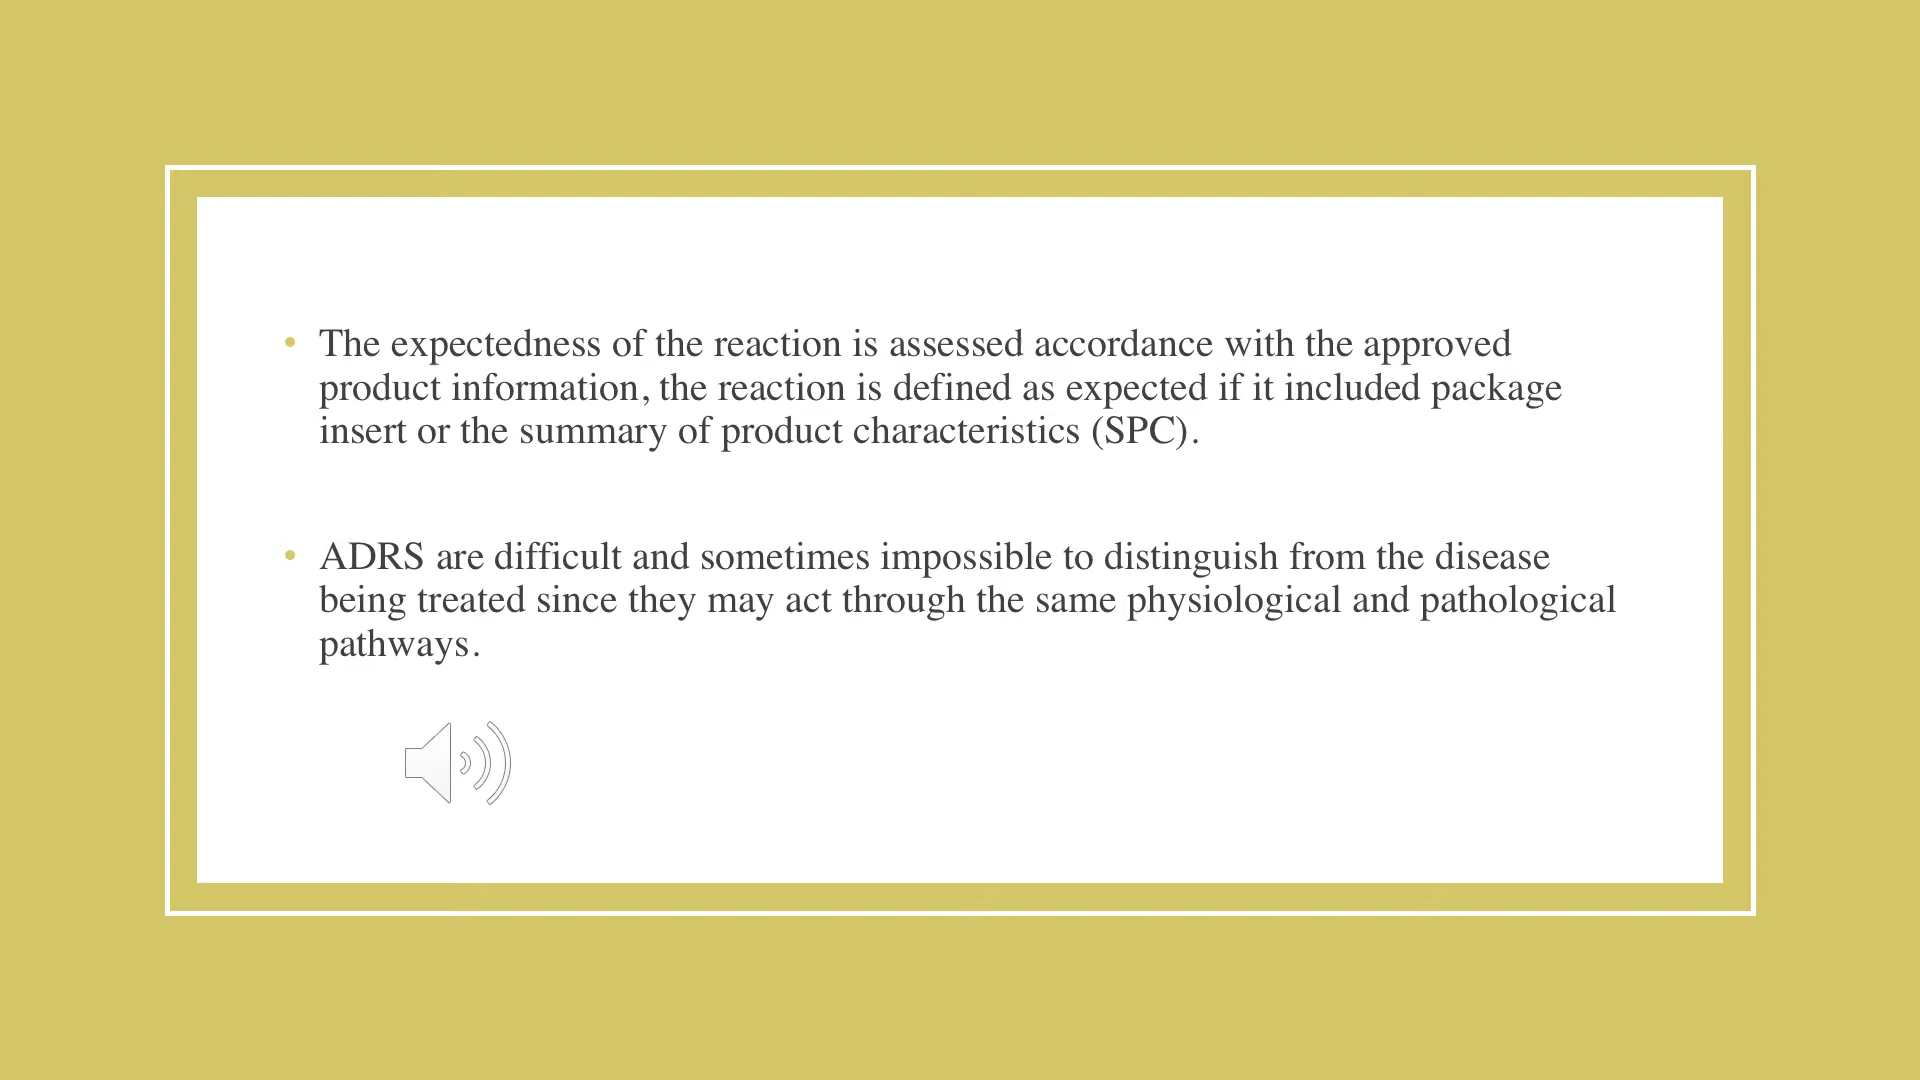 • The expectedness of the reaction is assessed accordance with the approved
product information, the reaction is defined as expected if it included package
insert or the summary of product characteristics (SPC).
• ADRS are difficult and sometimes impossible to distinguish from the disease
being treated since they may act through the same physiological and pathological
pathways.